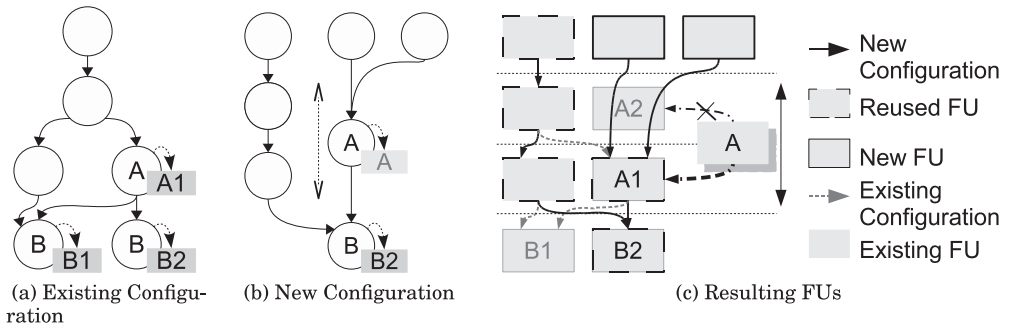 A
A1
B
B1
B
B2
(a) Existing Configu-
ration
A
A
B
B2
(b) New Configuration
A2
A
A1
B1
B2
(c) Resulting FUs
New
Configuration
Reused FU
New FU
Existing
Configuration
Existing FU